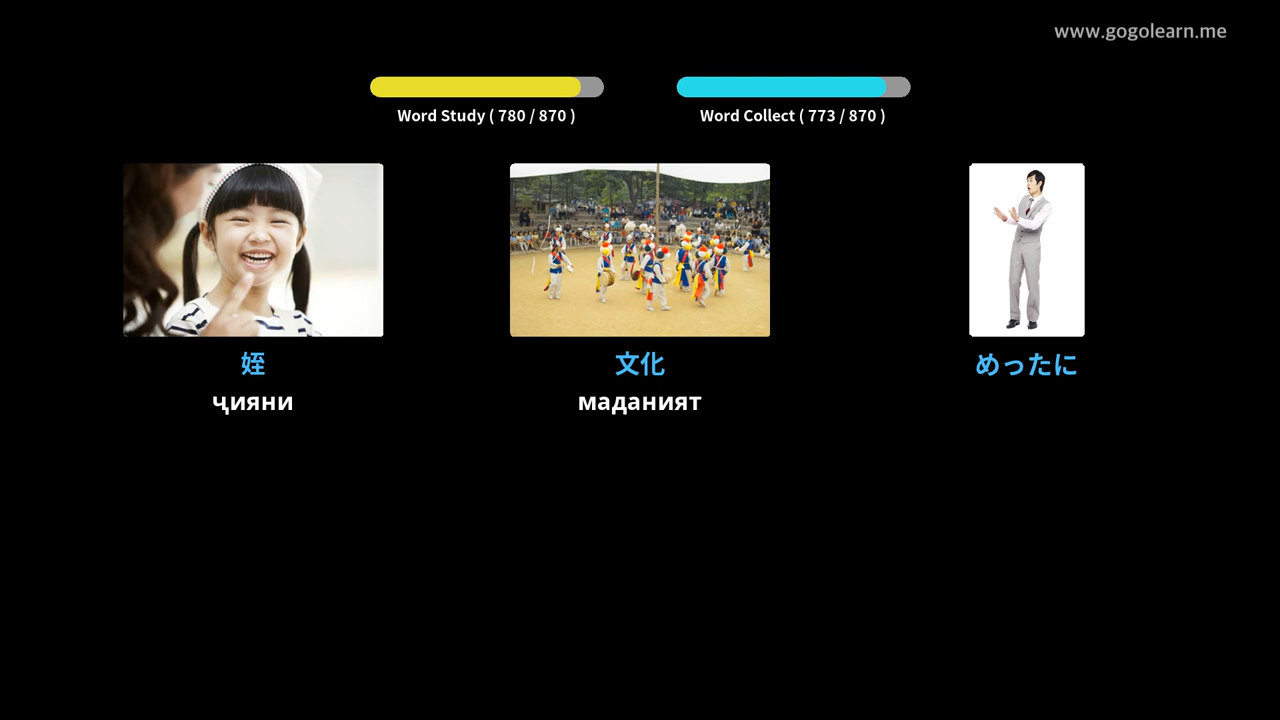 www.gogolearn.me
Word Study ( 780 / 870 )
Word Collect ( 773 / 870 )
姪
ҷияни
文化
маданият
めったに